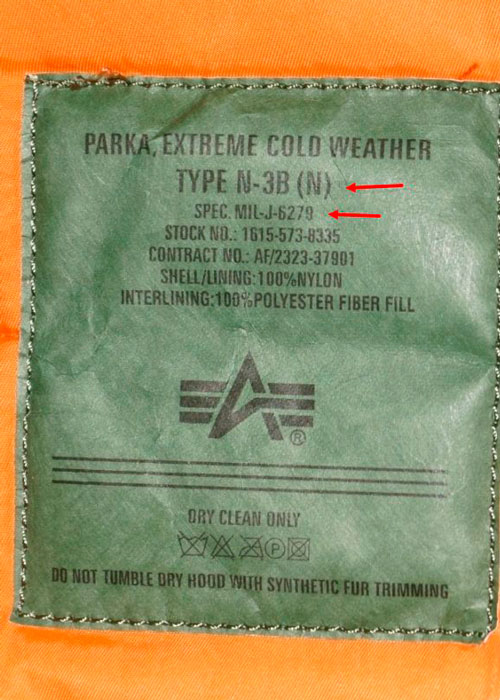 PARKA, EXTREME COLD WEATHER
TYPE N-3B (N)
SPEC. MIL-J-6279
STOCK NO.: 1615-573-8335
CONTRACT NO.: AF/2323-37901
SHELL/LINING:100%NYLON
INTERLINING:100%POLYESTER FIBER FILL
®
DRY CLEAN ONLY
P
DO NOT TUMBLE DRY HOOD WITH SYNTHETIC FUR TRIMMING